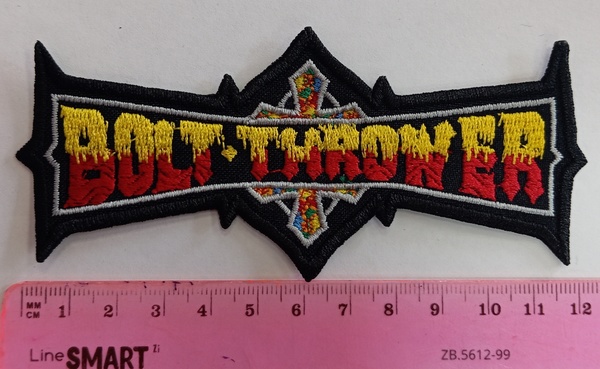 BOLT·THROWER
MM
CM 1 2 3 4 5 6 7 8 9 10 11 12
Line SMART Zi ZB.5612-99